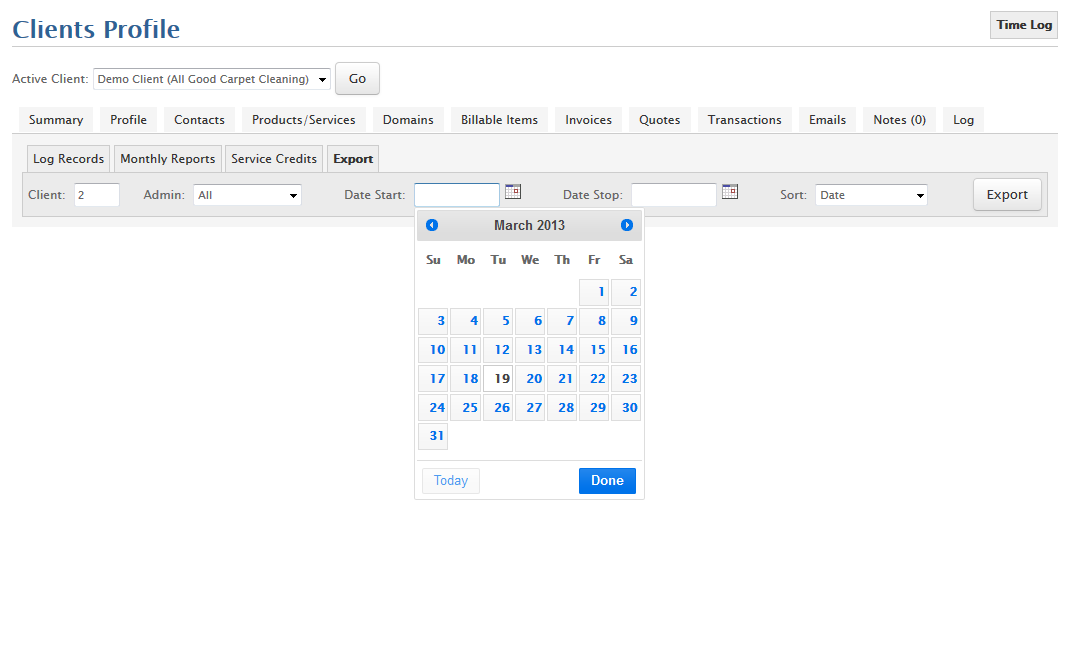 Clients Profile
Time Log
Active Client: Demo Client (All Good Carpet Cleaning) Go
Summary Profile Contacts Products/Services Domains Billable Items Invoices Quotes Transactions Emails Notes (0) Log
Log Records Monthly Reports Service Credits Export
Client: 2 Admin: All Date Start: Date Stop: Sort: Date Export
March 2013
Su Mo Tu We Th Fr Sa
1 2
3 4 5 6 7 8 9
10 11 12 13 14 15 16
17 18 19 20 21 22 23
24 25 26 27 28 29 30
31
Today Done